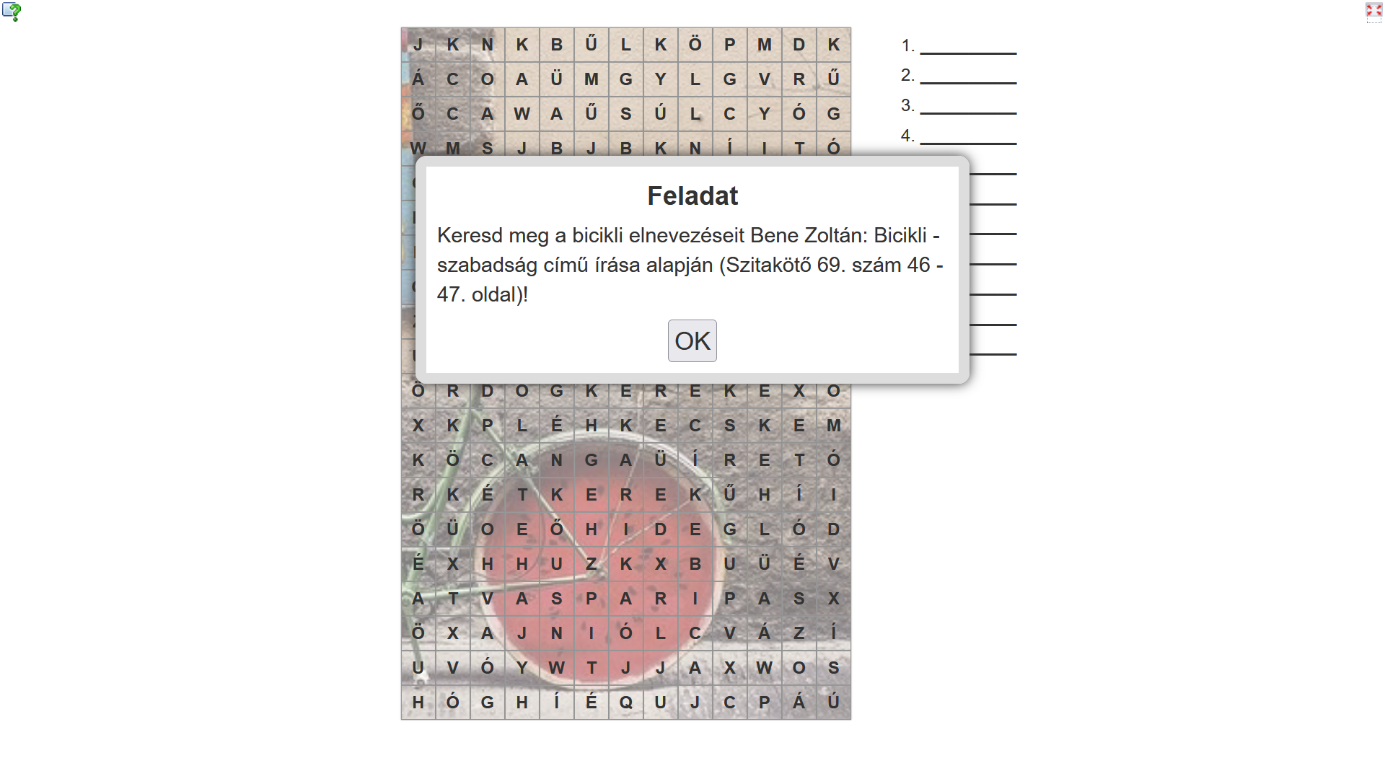 J K N K B Ű L K Ö P M D K
Á C O A Ü M G Y L G V R Ű
Ő C A W A Ű S Ú L C Y Ó G
W M S J B J B K N Í I T Ó
1.
2.
3.
4.
Feladat
Keresd meg a bicikli elnevezéseit Bene Zoltán: Bicikli -
szabadság című írása alapján (Szitakötő 69. szám 46 -
47. oldal)!
OK
Ö R D Ö G K E R E K E X O
X K P L É H K E C S K E M
K Ö C A N G A Ü Í R E T Ó
R K É T K E R E K Ű H Í I
Ö Ü O E Ő H I D E G L Ó D
É X H H U Z K X B U Ü É V
A T V A S P A R I P A S X
Ö X A J N I Ó L C V Á Z Í
U V Ó Y W T J J A X W O S
H Ó G H Í É Q U J C P Á Ú